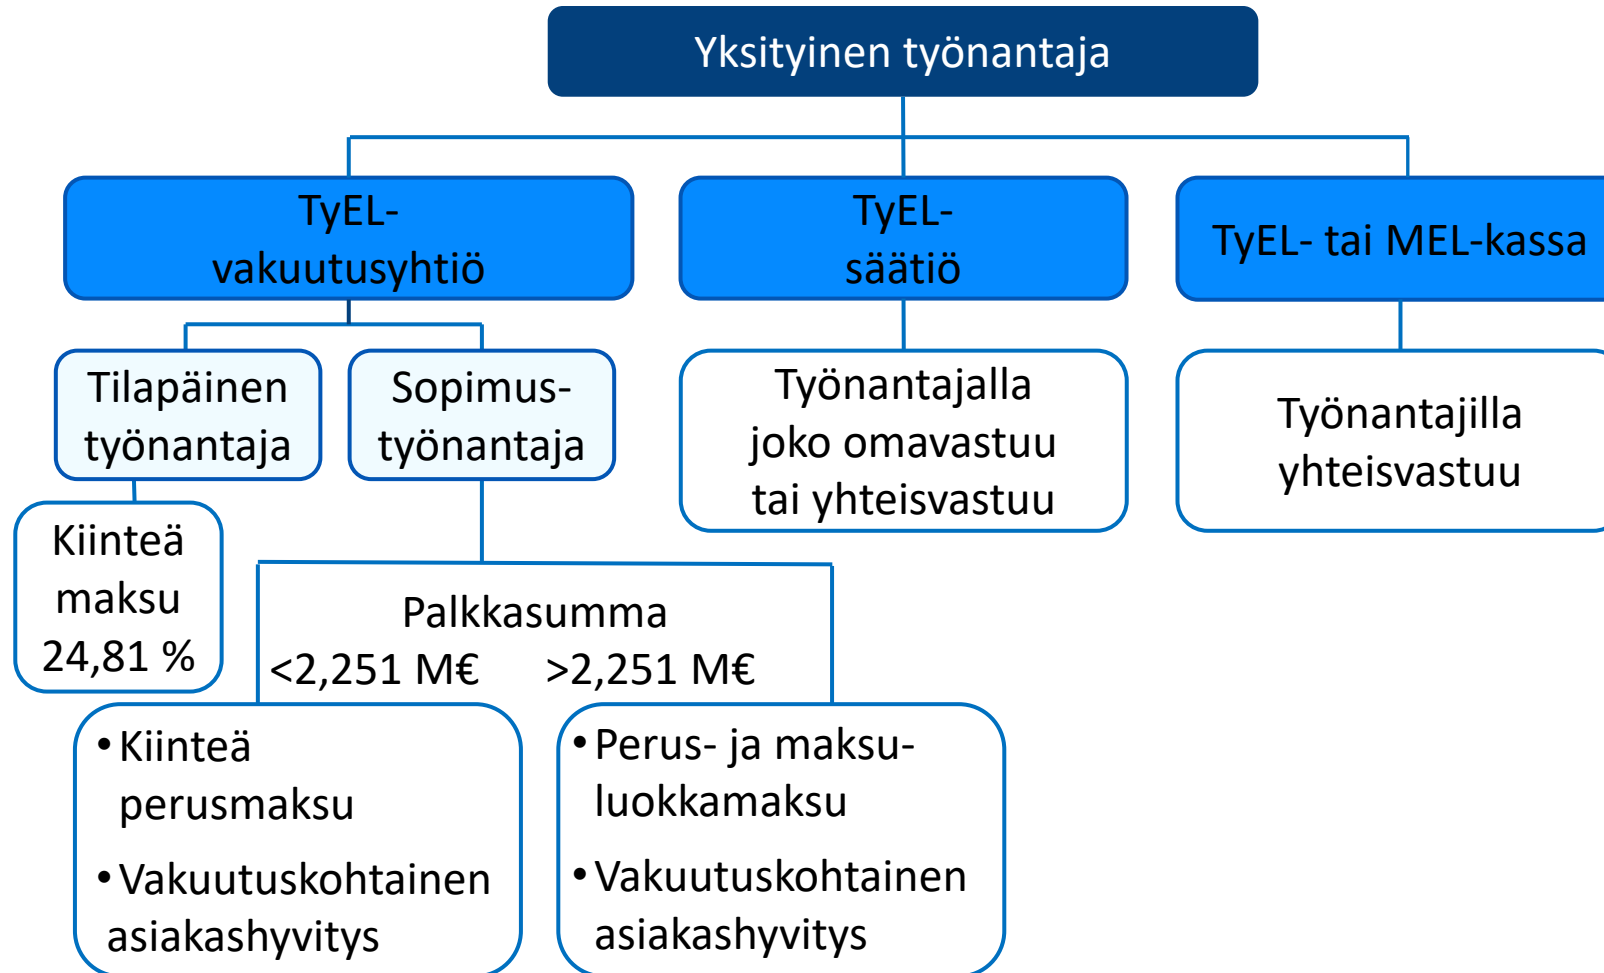 Yksityinen työnantaja
TyEL-
vakuutusyhtiö
TyEL-
säätiö
TyEL- tai MEL-kassa
Tilapäinen
työnantaja
Sopimus-
työnantaja
Työnantajalla
joko omavastuu
tai yhteisvastuu
Työnantajilla
yhteisvastuu
Kiinteä
maksu
24,81 %
Palkkasumma
<2,251 M€ >2,251 M€
• Kiinteä
perusmaksu
• Vakuutuskohtainen
asiakashyvitys
• Perus- ja maksu-
luokkamaksu
• Vakuutuskohtainen
asiakashyvitys